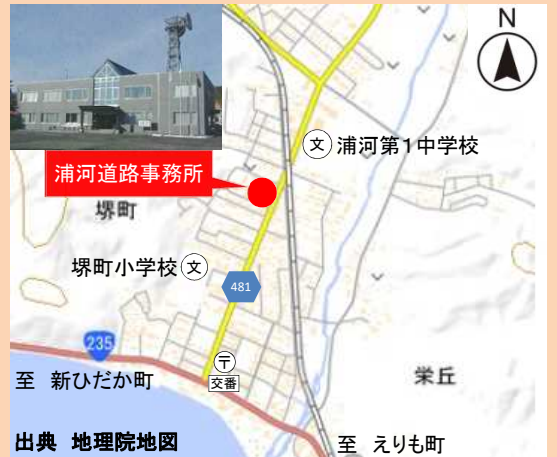 N
文 浦河第1中学校
浦河道路事務所
堺町
堺町小学校 文
481
235
〒
交番
至 新ひだか町
栄丘
出典 地理院地図
至 えりも町